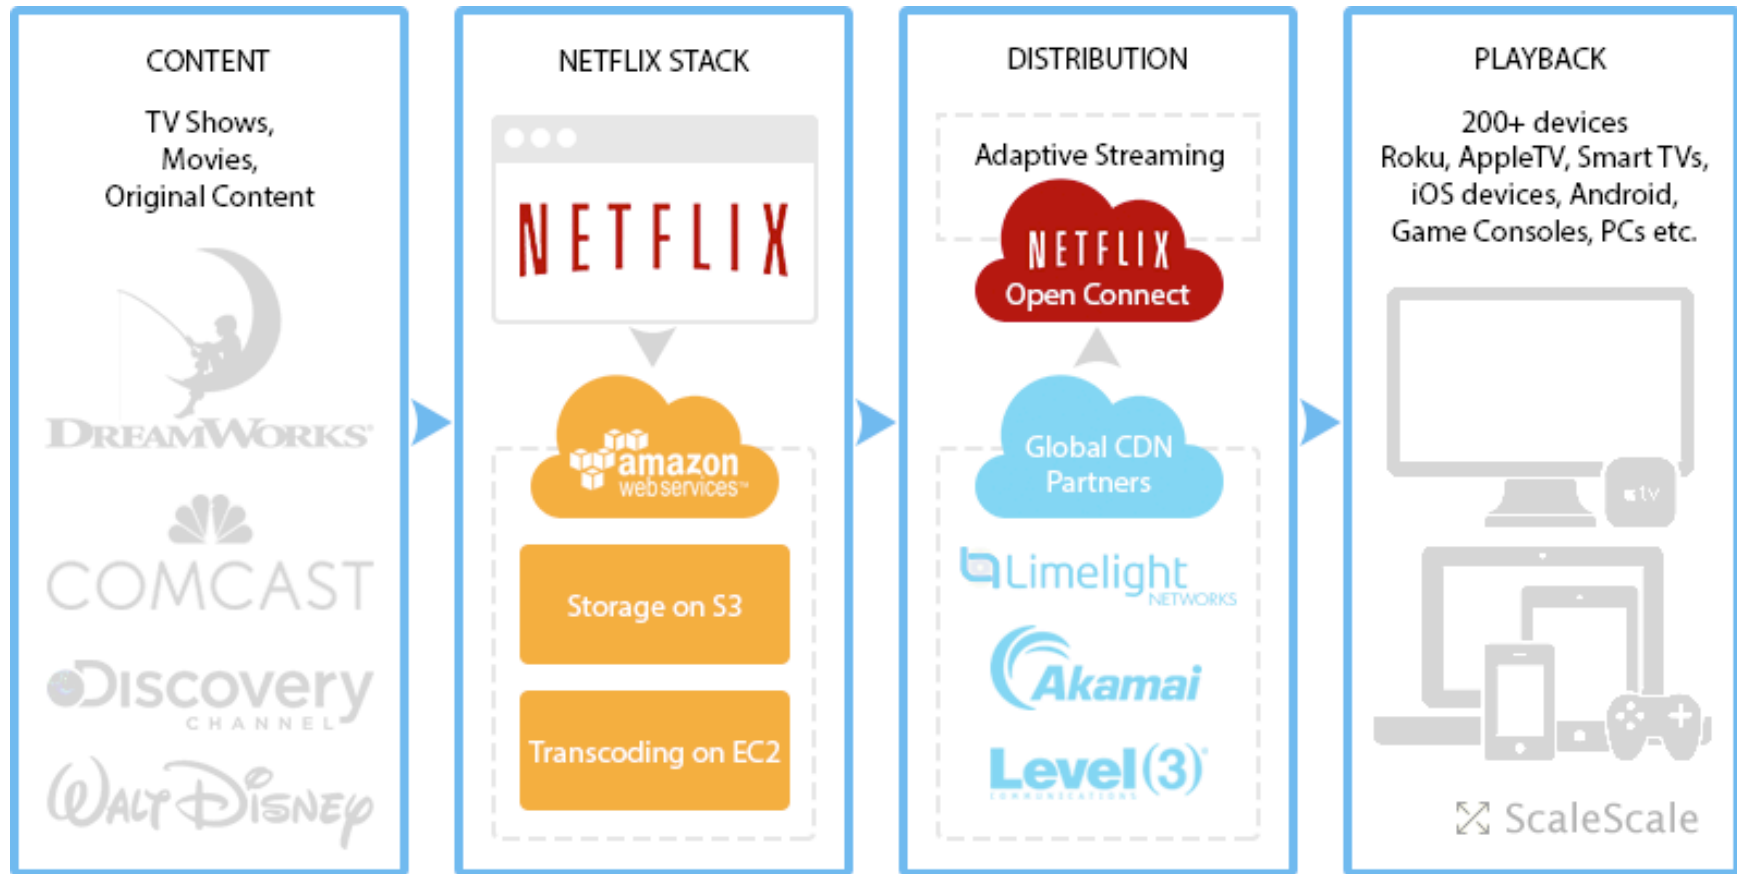 CONTENT
TV Shows,
Movies,
Original Content
DREAMWORKS
COMCAST
DISCOVERY
CHANNEL
WALT DISNEY
NETFLIX STACK
NETFLIX
amazon
web services™
Storage on S3
Transcoding on EC2
DISTRIBUTION
Adaptive Streaming
NETFLIX
Open Connect
Global CDN
Partners
Limelight
NETWORKS
Akamai
Level(3)
COMMUNICATIONS
PLAYBACK
200+ devices
Roku, AppleTV, Smart TVs,
iOS devices, Android,
Game Consoles, PCs etc.
tv
ScaleScale